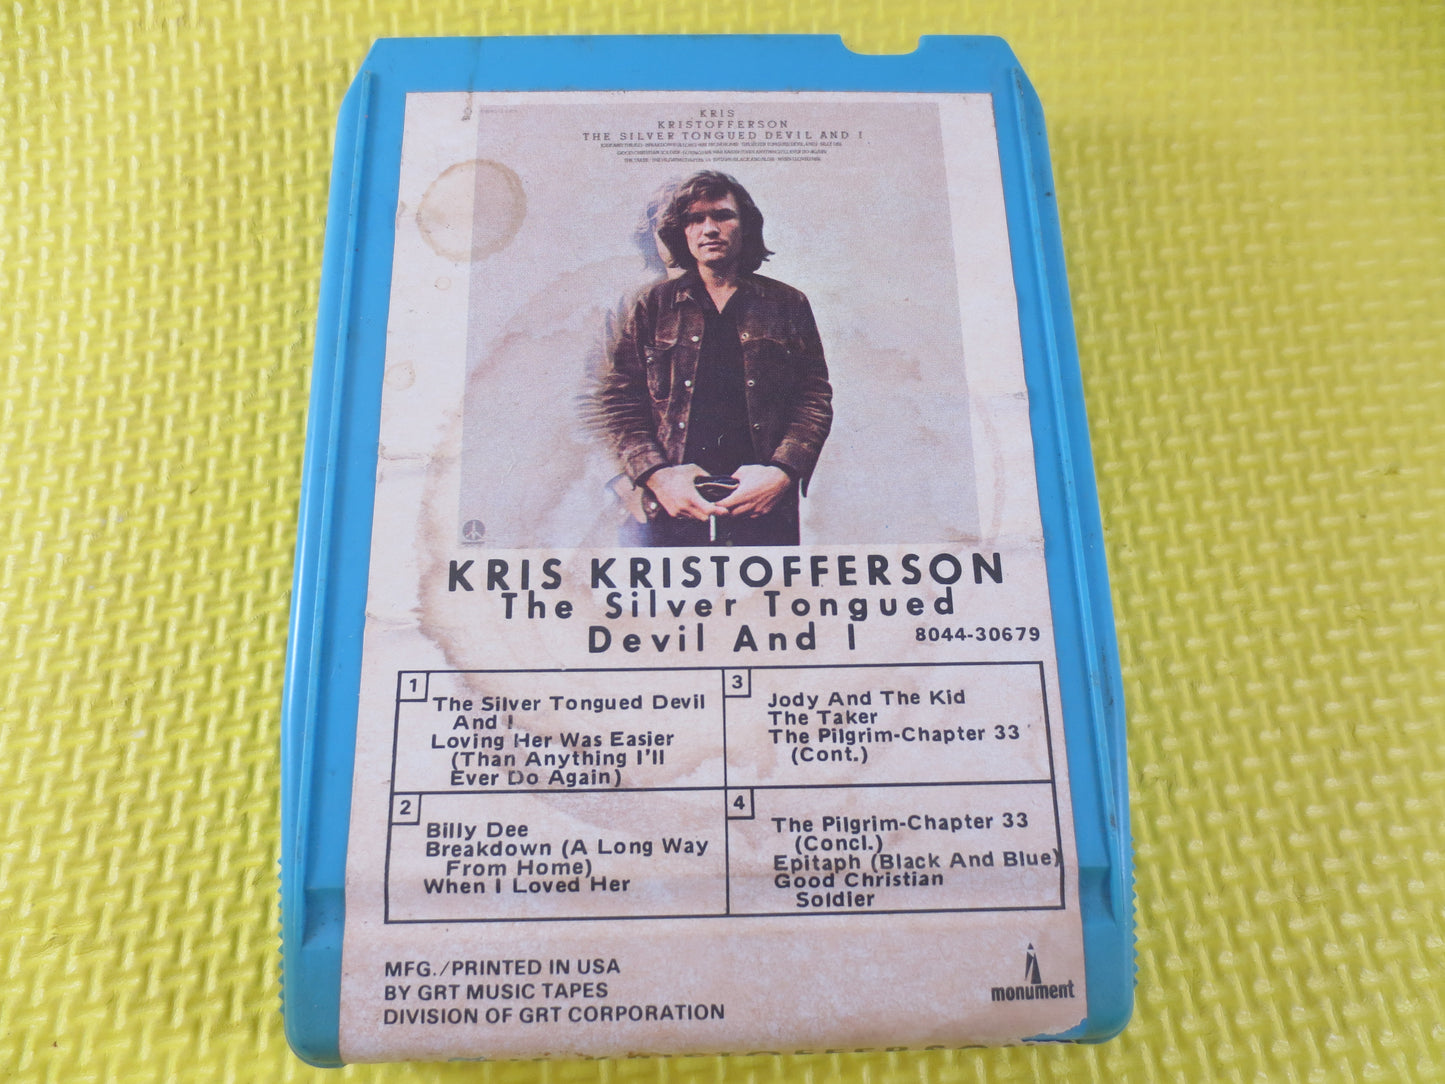 KRIS
KRISTOFFERSON
THE SILVER TONGUED DEVIL AND I
KRIS KRISTOFFERSON
The Silver Tongued
Devil And I
8044-30679
1
The Silver Tongued Devil
And I
Loving Her Was Easier
(Than Anything I'll
Ever Do Again)
2
Billy Dee
Breakdown (A Long Way
From Home)
When I Loved Her
3
Jody And The Kid
The Taker
The Pilgrim-Chapter 33
(Cont.)
4
The Pilgrim-Chapter 33
(Concl.)
Epitaph (Black And Blue)
Good Christian
Soldier
MFG./PRINTED IN USA
BY GRT MUSIC TAPES
DIVISION OF GRT CORPORATION
monument
KRISTOFFERSON